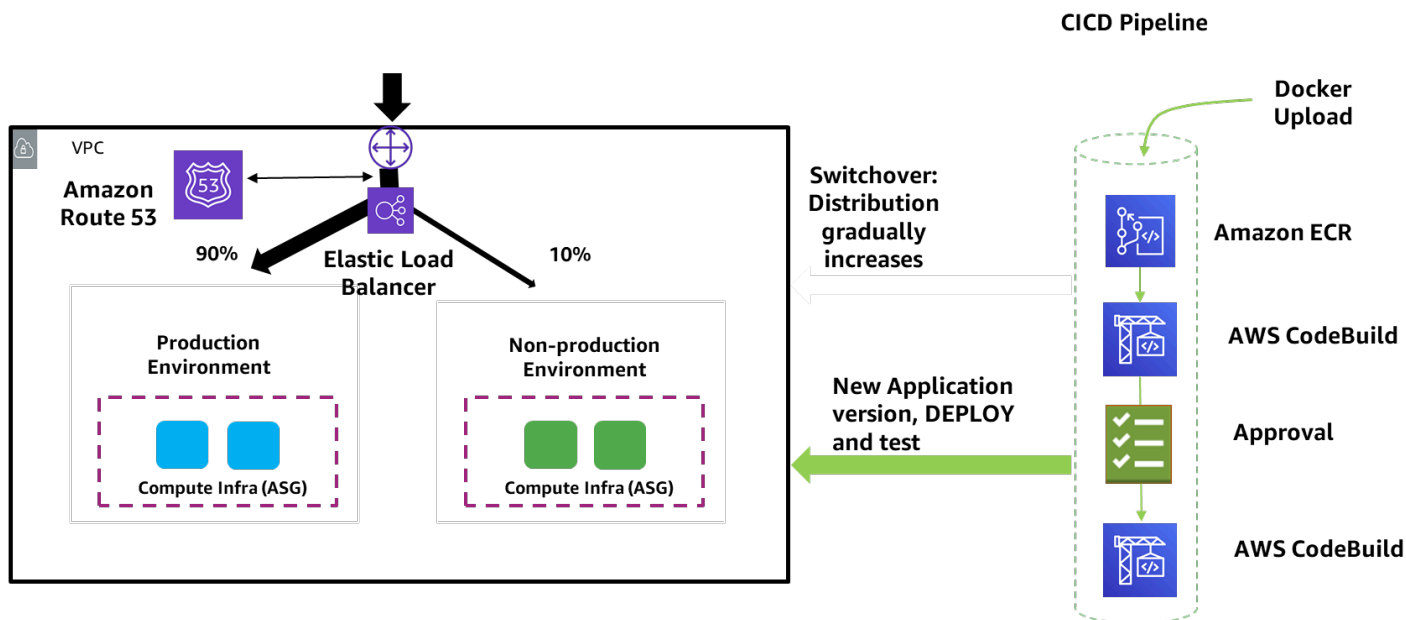 CICD Pipeline
Docker
Upload
VPC
Amazon
Route 53
53
90%
Elastic Load
Balancer
10%
Switchover:
Distribution
gradually
increases
Amazon ECR
Production
Environment
Non-production
Environment
AWS CodeBuild
New Application
version, DEPLOY
and test
Approval
Compute Infra (ASG)
Compute Infra (ASG)
AWS CodeBuild